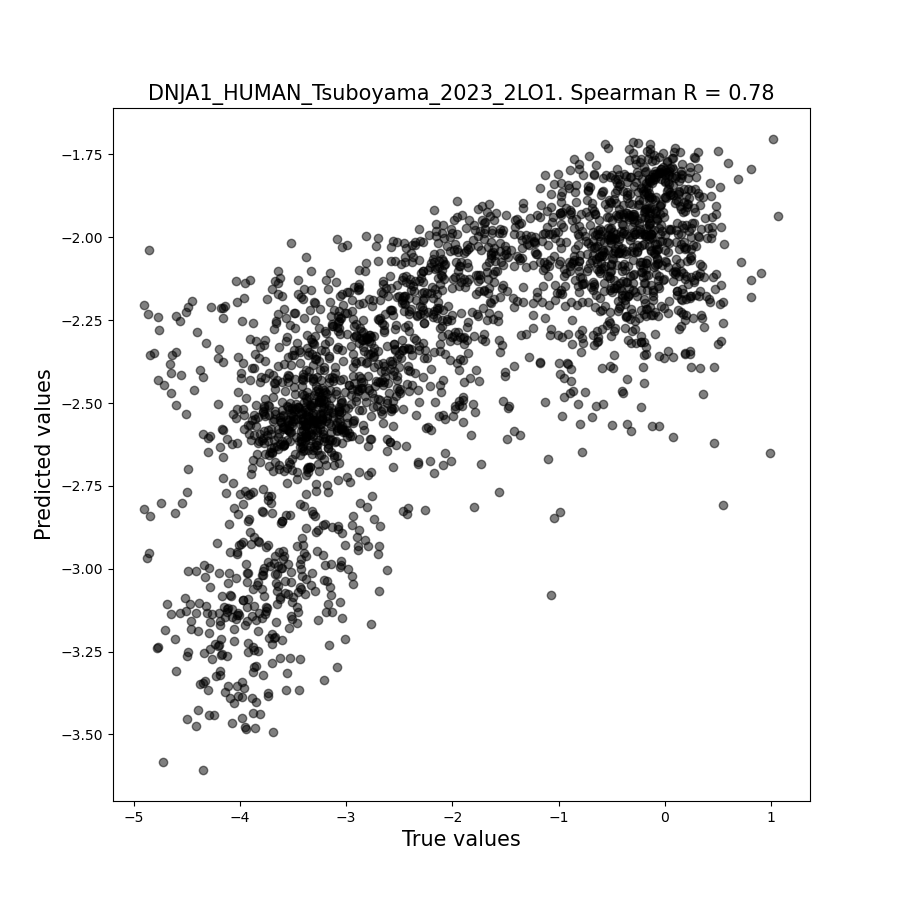 DNJA1_HUMAN_Tsuboyama_2023_2LO1. Spearman R = 0.78
−1.75
−2.00
−2.25
−2.50
−2.75
−3.00
−3.25
−3.50
Predicted values
−5 −4 −3 −2 −1 0 1
True values